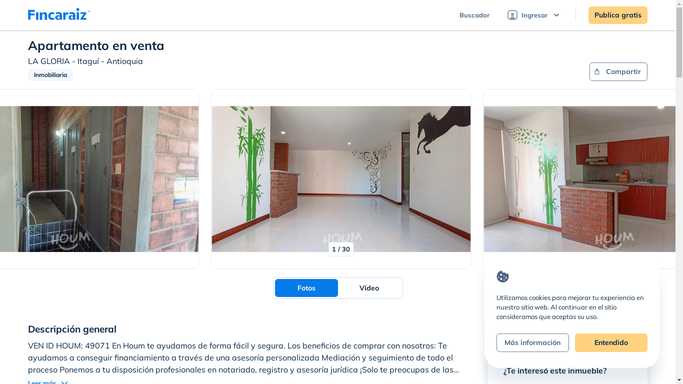 Fincaraiz
Buscador
Ingresar
Publica gratis
Apartamento en venta
LA GLORIA - Itaguí - Antioquia
Inmobiliaria
Compartir
HOUM
HOUM
HOUM
1 / 30
Fotos
Video
Utilizamos cookies para mejorar tu experiencia en
nuestro sitio web. Al continuar en el sitio
consideramos que aceptas su uso.
Más información
Entendido
Descripción general
VEN ID HOUM: 49071 En Houm te ayudamos de forma fácil y segura. Los beneficios de comprar con nosotros: Te
ayudamos a conseguir financiamiento a través de una asesoría personalizada Mediación y seguimiento de todo el
proceso Ponemos a tu disposición profesionales en notariado, registro y asesoría jurídica ¡Solo te preocupas de las...
Leer más
¿Te interesó este inmueble?